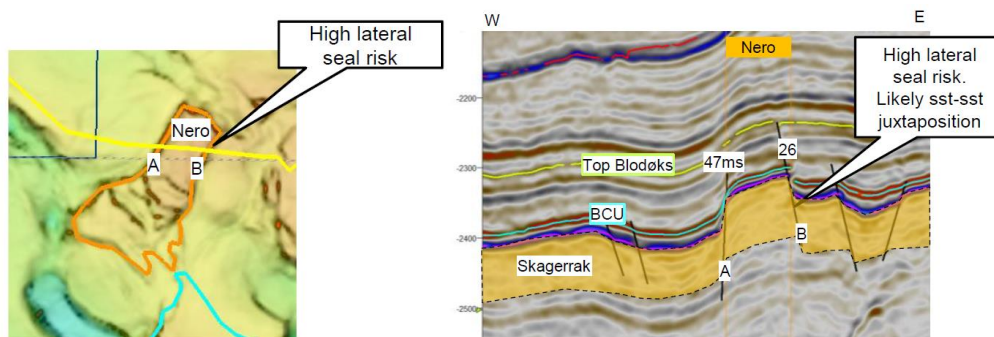 High lateral
seal risk
Nero
A
B
W
E
Nero
High lateral
seal risk.
Likely sst-sst
juxtaposition
-2200
-2300
-2400
-2500
26
47ms
Top Blodøks
BCU
Skagerrak
B
A